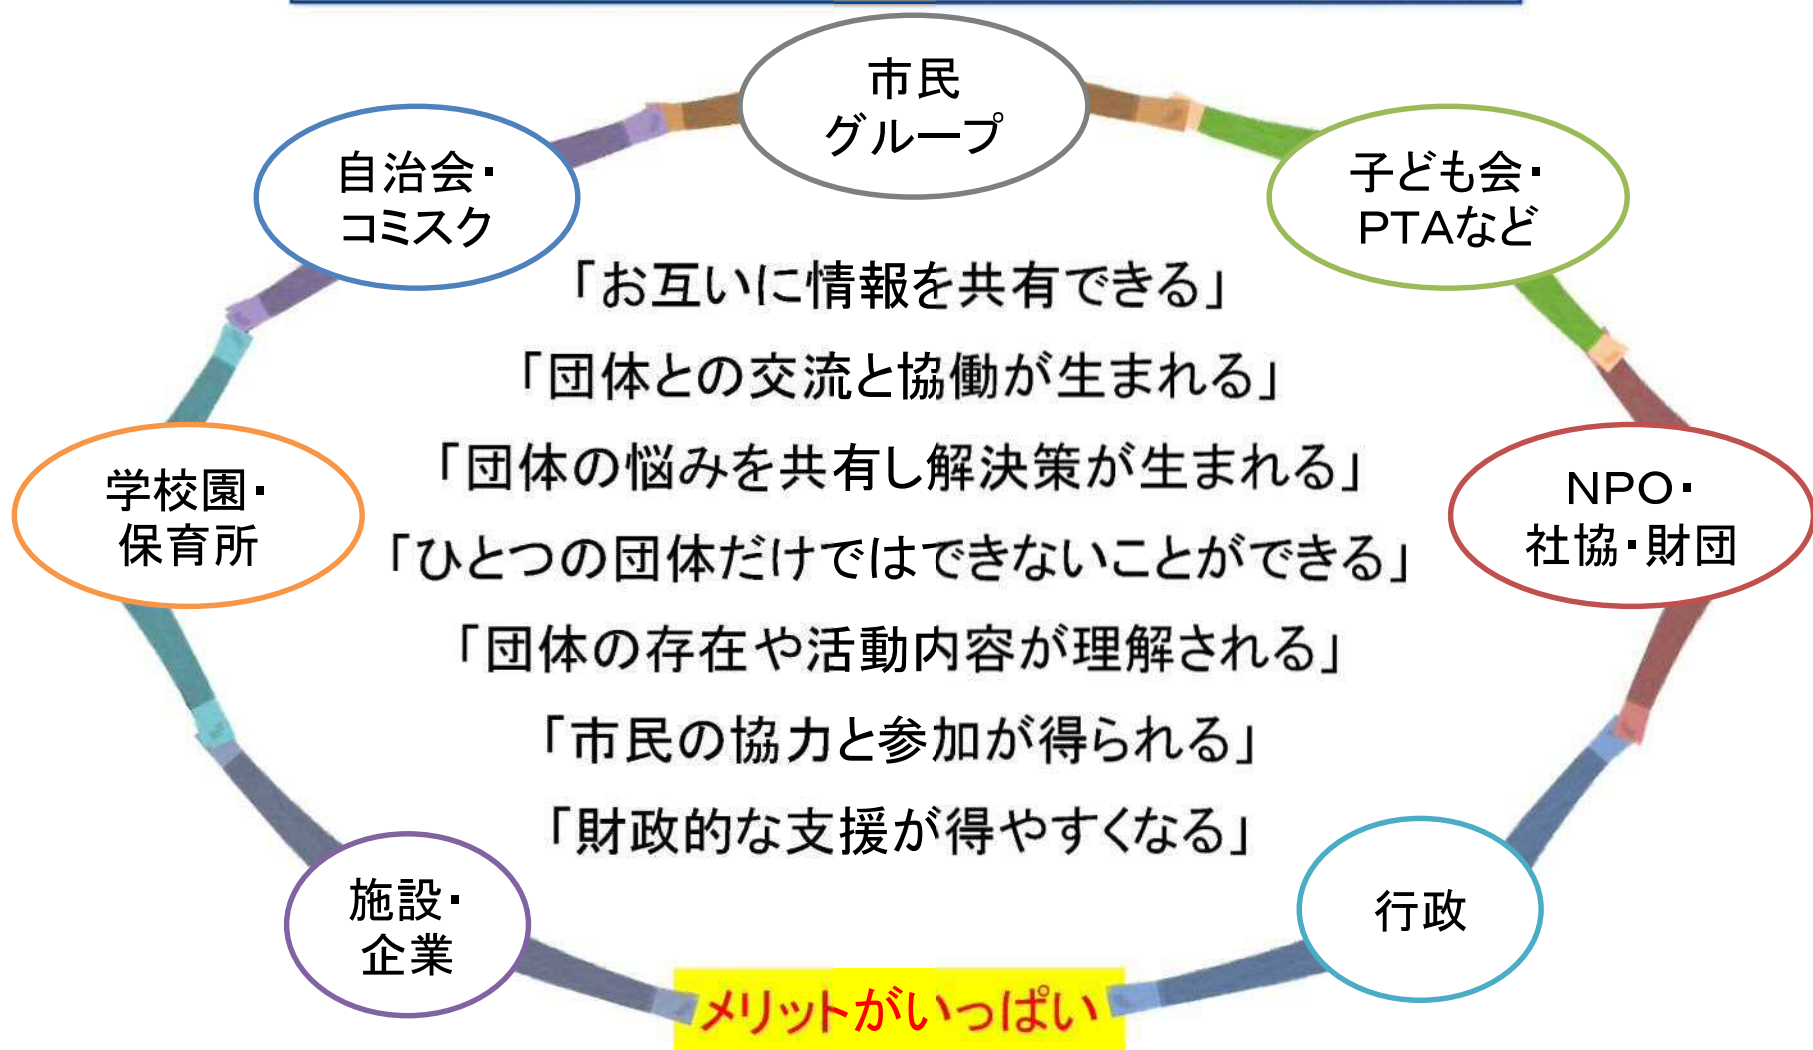 市民
グループ
自治会・
コミスク
子ども会・
PTAなど
「お互いに情報を共有できる」
「団体との交流と協働が生まれる」
「団体の悩みを共有し解決策が生まれる」
学校園・
保育所
NPO・
社協・財団
「ひとつの団体だけではできないことができる」
「団体の存在や活動内容が理解される」
「市民の協力と参加が得られる」
「財政的な支援が得やすくなる」
施設・
企業
行政
メリットがいっぱい